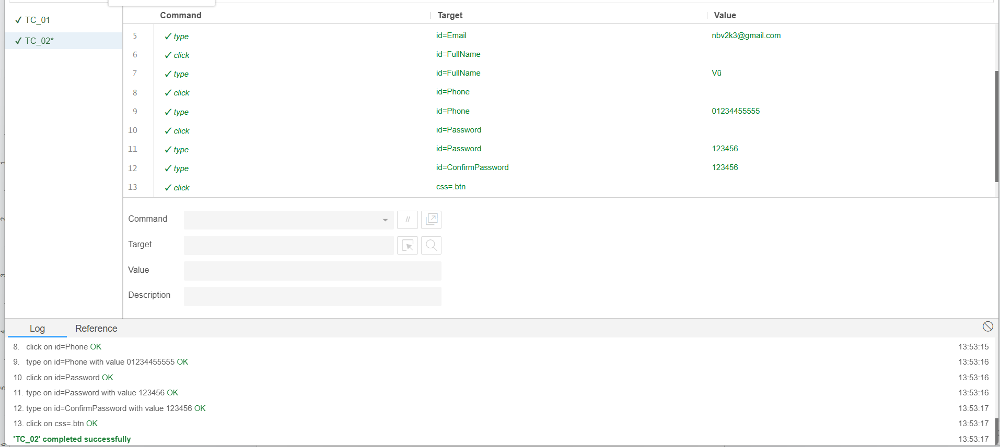 ✓ TC_01
✓ TC_02*
Command Target Value
5 ✓ type id=Email nbv2k3@gmail.com
6 ✓ click id=FullName
7 ✓ type id=FullName Vũ
8 ✓ click id=Phone
9 ✓ type id=Phone 01234455555
10 ✓ click id=Password
11 ✓ type id=Password 123456
12 ✓ type id=ConfirmPassword 123456
13 ✓ click css=.btn
Command //
Target
Value
Description
Log Reference
8. click on id=Phone OK 13:53:15
9. type on id=Phone with value 01234455555 OK 13:53:16
10. click on id=Password OK 13:53:16
11. type on id=Password with value 123456 OK 13:53:16
12. type on id=ConfirmPassword with value 123456 OK 13:53:17
13. click on css=.btn OK 13:53:17
'TC_02' completed successfully 13:53:17
1
2
3
4
5
6